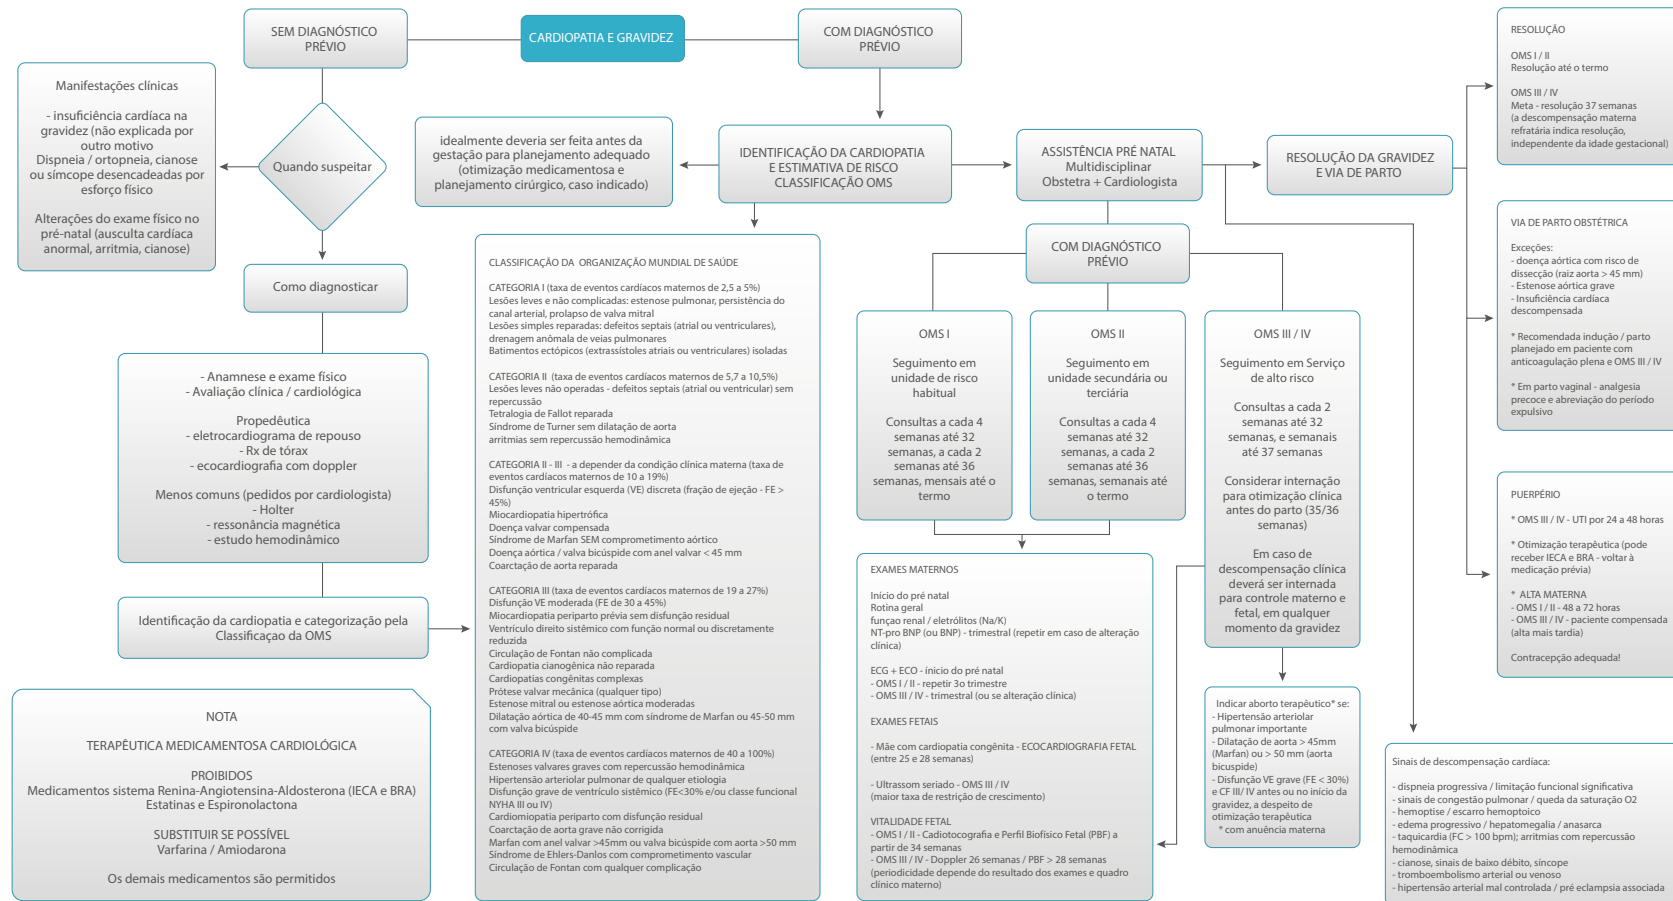 SEM DIAGNÓSTICO
PRÉVIO
CARDIOPATIA E GRAVIDEZ
COM DIAGNÓSTICO
PRÉVIO
Manifestações clínicas
- insuficiência cardíaca na
gravidez (não explicada por
outro motivo
Dispneia / ortopneia, cianose
ou símcope desencadeadas por
esforço físico
Alterações do exame físico no
pré-natal (ausculta cardíaca
anormal, arritmia, cianose)
Quando suspeitar
Como diagnosticar
- Anamnese e exame físico
- Avaliação clínica / cardiológica
Propedêutica
- eletrocardiograma de repouso
- Rx de tórax
- ecocardiografia com doppler
Menos comuns (pedidos por cardiologista)
- Holter
- ressonância magnética
- estudo hemodinâmico
Identificação da cardiopatia e categorização pela
Classificaçao da OMS
NOTA
TERAPÊUTICA MEDICAMENTOSA CARDIOLÓGICA
PROIBIDOS
Medicamentos sistema Renina-Angiotensina-Aldosterona (IECA e BRA)
Estatinas e Espironolactona
SUBSTITUIR SE POSSÍVEL
Varfarina / Amiodarona
Os demais medicamentos são permitidos
idealmente deveria ser feita antes da
gestação para planejamento adequado
(otimização medicamentosa e
planejamento cirúrgico, caso indicado)
IDENTIFICAÇÃO DA CARDIOPATIA
E ESTIMATIVA DE RISCO
CLASSIFICAÇÃO OMS
CLASSIFICAÇÃO DA ORGANIZAÇÃO MUNDIAL DE SAÚDE
CATEGORIA I (taxa de eventos cardíacos maternos de 2,5 a 5%)
Lesões leves e não complicadas: estenose pulmonar, persistência do
canal arterial, prolapso de valva mitral
Lesões simples reparadas: defeitos septais (atrial ou ventriculares),
drenagem anômala de veias pulmonares
Batimentos ectópicos (extrassístoles atriais ou ventriculares) isoladas
CATEGORIA II (taxa de eventos cardíacos maternos de 5,7 a 10,5%)
Lesões leves não operadas - defeitos septais (atrial ou ventricular) sem
repercussão
Tetralogia de Fallot reparada
Síndrome de Turner sem dilatação de aorta
arritmias sem repercussão hemodinâmica
CATEGORIA II - III - a depender da condição clínica materna (taxa de
eventos cardíacos maternos de 10 a 19%)
Disfunção ventricular esquerda (VE) discreta (fração de ejeção - FE >
45%)
Miocardiopatia hipertrófica
Doença valvar compensada
Síndrome de Marfan SEM comprometimento aórtico
Doença aórtica / valva bicúspide com anel valvar < 45 mm
Coarctação de aorta reparada
CATEGORIA III (taxa de eventos cardíacos maternos de 19 a 27%)
Disfunção VE moderada (FE de 30 a 45%)
Miocardiopatia periparto prévia sem disfunção residual
Ventrículo direito sistêmico com função normal ou discretamente
reduzida
Circulação de Fontan não complicada
Cardiopatia cianogênica não reparada
Cardiopatias congênitas complexas
Prótese valvar mecânica (qualquer tipo)
Estenose mitral ou estenose aórtica moderadas
Dilatação aórtica de 40-45 mm com síndrome de Marfan ou 45-50 mm
com valva bicúspide
CATEGORIA IV (taxa de eventos cardíacos maternos de 40 a 100%)
Estenoses valvares graves com repercussão hemodinâmica
Hipertensão arteriolar pulmonar de qualquer etiologia
Disfunção grave de ventrículo sistêmico (FE<30% e/ou classe funcional
NYHA III ou IV)
Cardiomiopatia periparto com disfunção residual
Coarctação de aorta grave não corrigida
Marfan com anel valvar >45mm ou valva bicúspide com aorta >50 mm
Síndrome de Ehlers-Danlos com comprometimento vascular
Circulação de Fontan com qualquer complicação
ASSISTÊNCIA PRÉ NATAL
Multidisciplinar
Obstetra + Cardiologista
COM DIAGNÓSTICO
PRÉVIO
OMS I
Seguimento em
unidade de risco
habitual
Consultas a cada 4
semanas até 32
semanas, a cada 2
semanas até 36
semanas, mensais até o
termo
OMS II
Seguimento em
unidade secundária ou
terciária
Consultas a cada 4
semanas até 32
semanas, a cada 2
semanas até 36
semanas, semanais até
o termo
OMS III / IV
Seguimento em Serviço
de alto risco
Consultas a cada 2
semanas até 32
semanas, e semanais
até 37 semanas
Considerar internação
para otimização clínica
antes do parto (35/36
semanas)
Em caso de
descompensação clínica
deverá ser internada
para controle materno e
fetal, em qualquer
momento da gravidez
EXAMES MATERNOS
Início do pré natal
Rotina geral
funçao renal / eletrólitos (Na/K)
NT-pro BNP (ou BNP) - trimestral (repetir em caso de alteração
clínica)
ECG + ECO - ínicio do pré natal
- OMS I / II - repetir 3o trimestre
- OMS III / IV - trimestral (ou se alteração clínica)
EXAMES FETAIS
- Mãe com cardiopatia congênita - ECOCARDIOGRAFIA FETAL
(entre 25 e 28 semanas)
- Ultrassom seriado - OMS III / IV
(maior taxa de restrição de crescimento)
VITALIDADE FETAL
- OMS I / II - Cadiotocografia e Perfil Biofísico Fetal (PBF) a
partir de 34 semanas
- OMS III / IV - Doppler 26 semanas / PBF > 28 semanas
(periodicidade depende do resultado dos exames e quadro
clínico materno)
Indicar aborto terapêutico* se:
- Hipertensão arteriolar
pulmonar importante
- Dilatação de aorta > 45mm
(Marfan) ou > 50 mm (aorta
bicuspide)
- Disfunção VE grave (FE < 30%)
e CF III/ IV antes ou no início da
gravidez, a despeito de
otimização terapêutica
* com anuência materna
RESOLUÇÃO DA GRAVIDEZ
E VIA DE PARTO
RESOLUÇÃO
OMS I / II
Resolução até o termo
OMS III / IV
Meta - resolução 37 semanas
(a descompensação materna
refratária indica resolução,
independente da idade gestacional)
VIA DE PARTO OBSTÉTRICA
Exceções:
- doença aórtica com risco de
dissecção (raiz aorta > 45 mm)
- Estenose aórtica grave
- Insuficiência cardíaca
descompensada
* Recomendada indução / parto
planejado em paciente com
anticoagulação plena e OMS III / IV
* Em parto vaginal - analgesia
precoce e abreviação do período
expulsivo
PUERPÉRIO
* OMS III / IV - UTI por 24 a 48 horas
* Otimização terapêutica (pode
receber IECA e BRA - voltar à
medicação prévia)
* ALTA MATERNA
- OMS I / II - 48 a 72 horas
- OMS III / IV - paciente compensada
(alta mais tardia)
Contracepção adequada!
Sinais de descompensação cardíaca:
- dispneia progressiva / limitação funcional significativa
- sinais de congestão pulmonar / queda da saturação O2
- hemoptise / escarro hemoptoico
- edema progressivo / hepatomegalia / anasarca
- taquicardia (FC > 100 bpm); arritmias com repercussão
hemodinâmica
- cianose, sinais de baixo débito, síncope
- tromboembolismo arterial ou venoso
- hipertensão arterial mal controlada / pré eclampsia associada